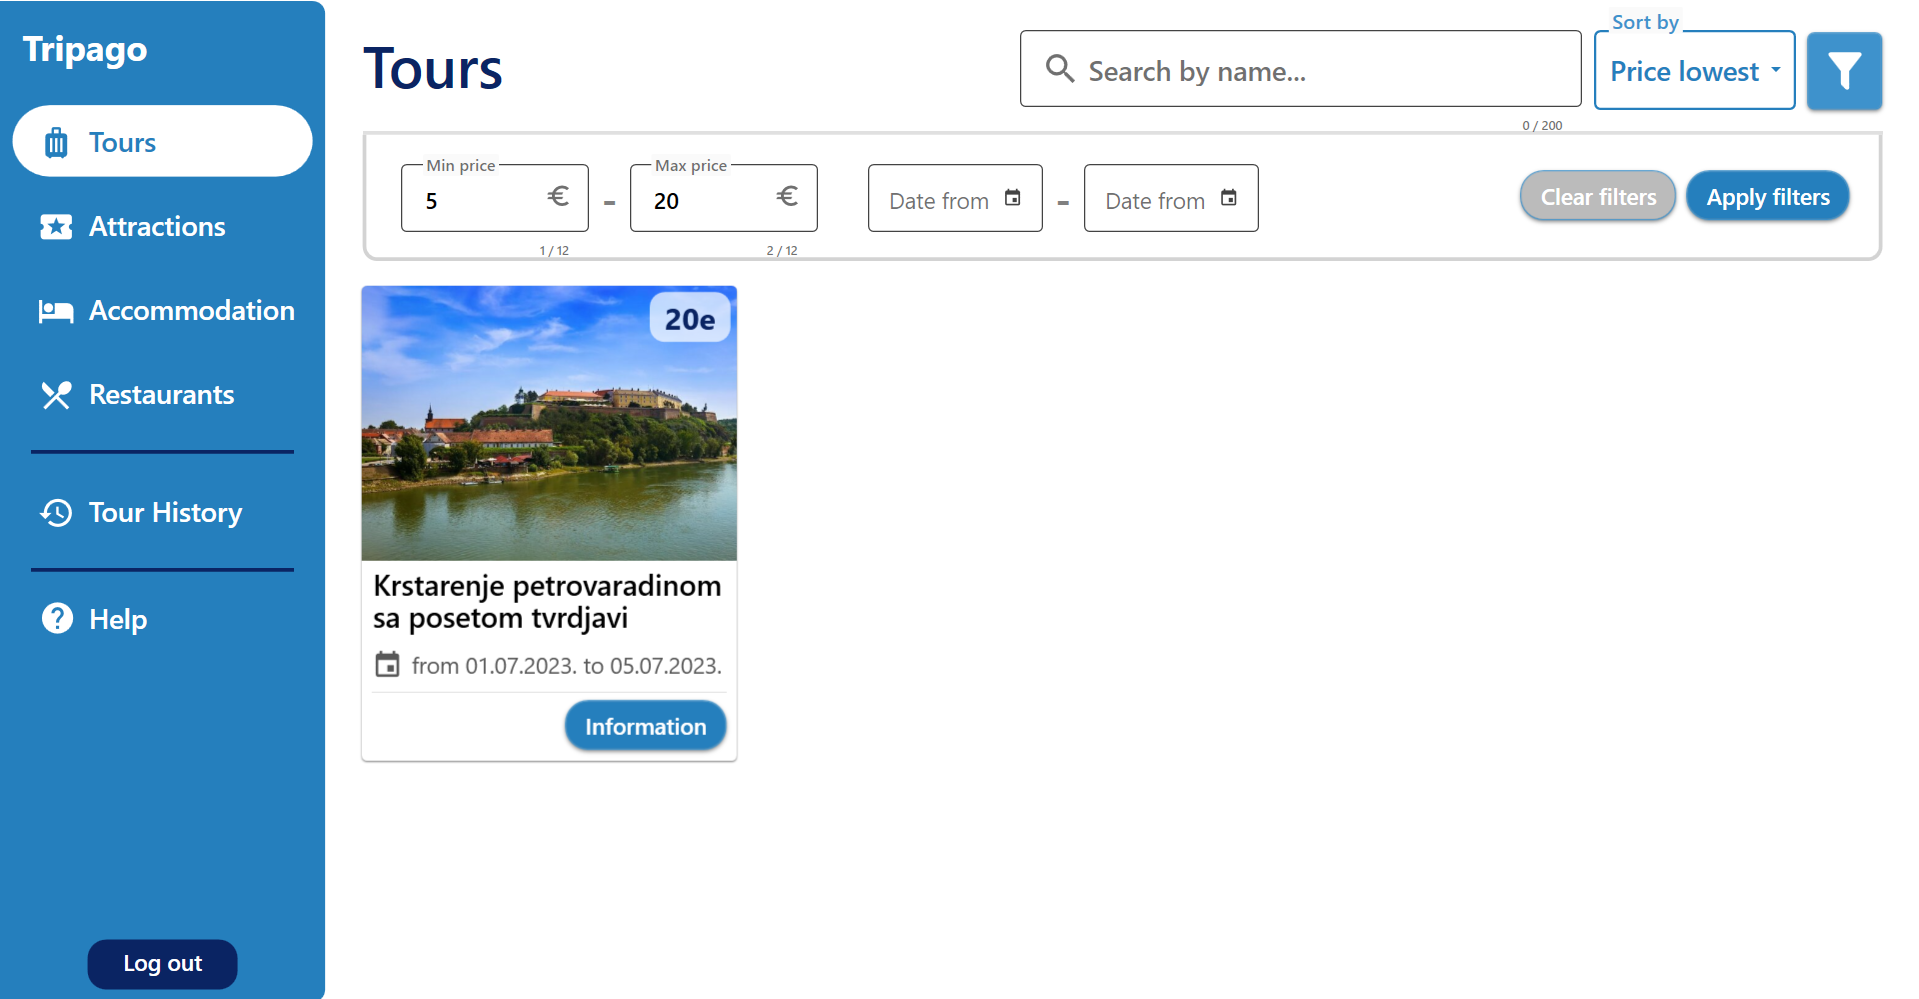 Tripago
Tours
Attractions
Accommodation
Restaurants
Tour History
Help
Log out
Tours
Search by name...
0 / 200
Sort by
Price lowest
Min price
5 €
1 / 12
-
Max price
20 €
2 / 12
Date from
-
Date from
Clear filters
Apply filters
20e
Krstarenje petrovaradinom
sa posetom tvrdjavi
from 01.07.2023. to 05.07.2023.
Information